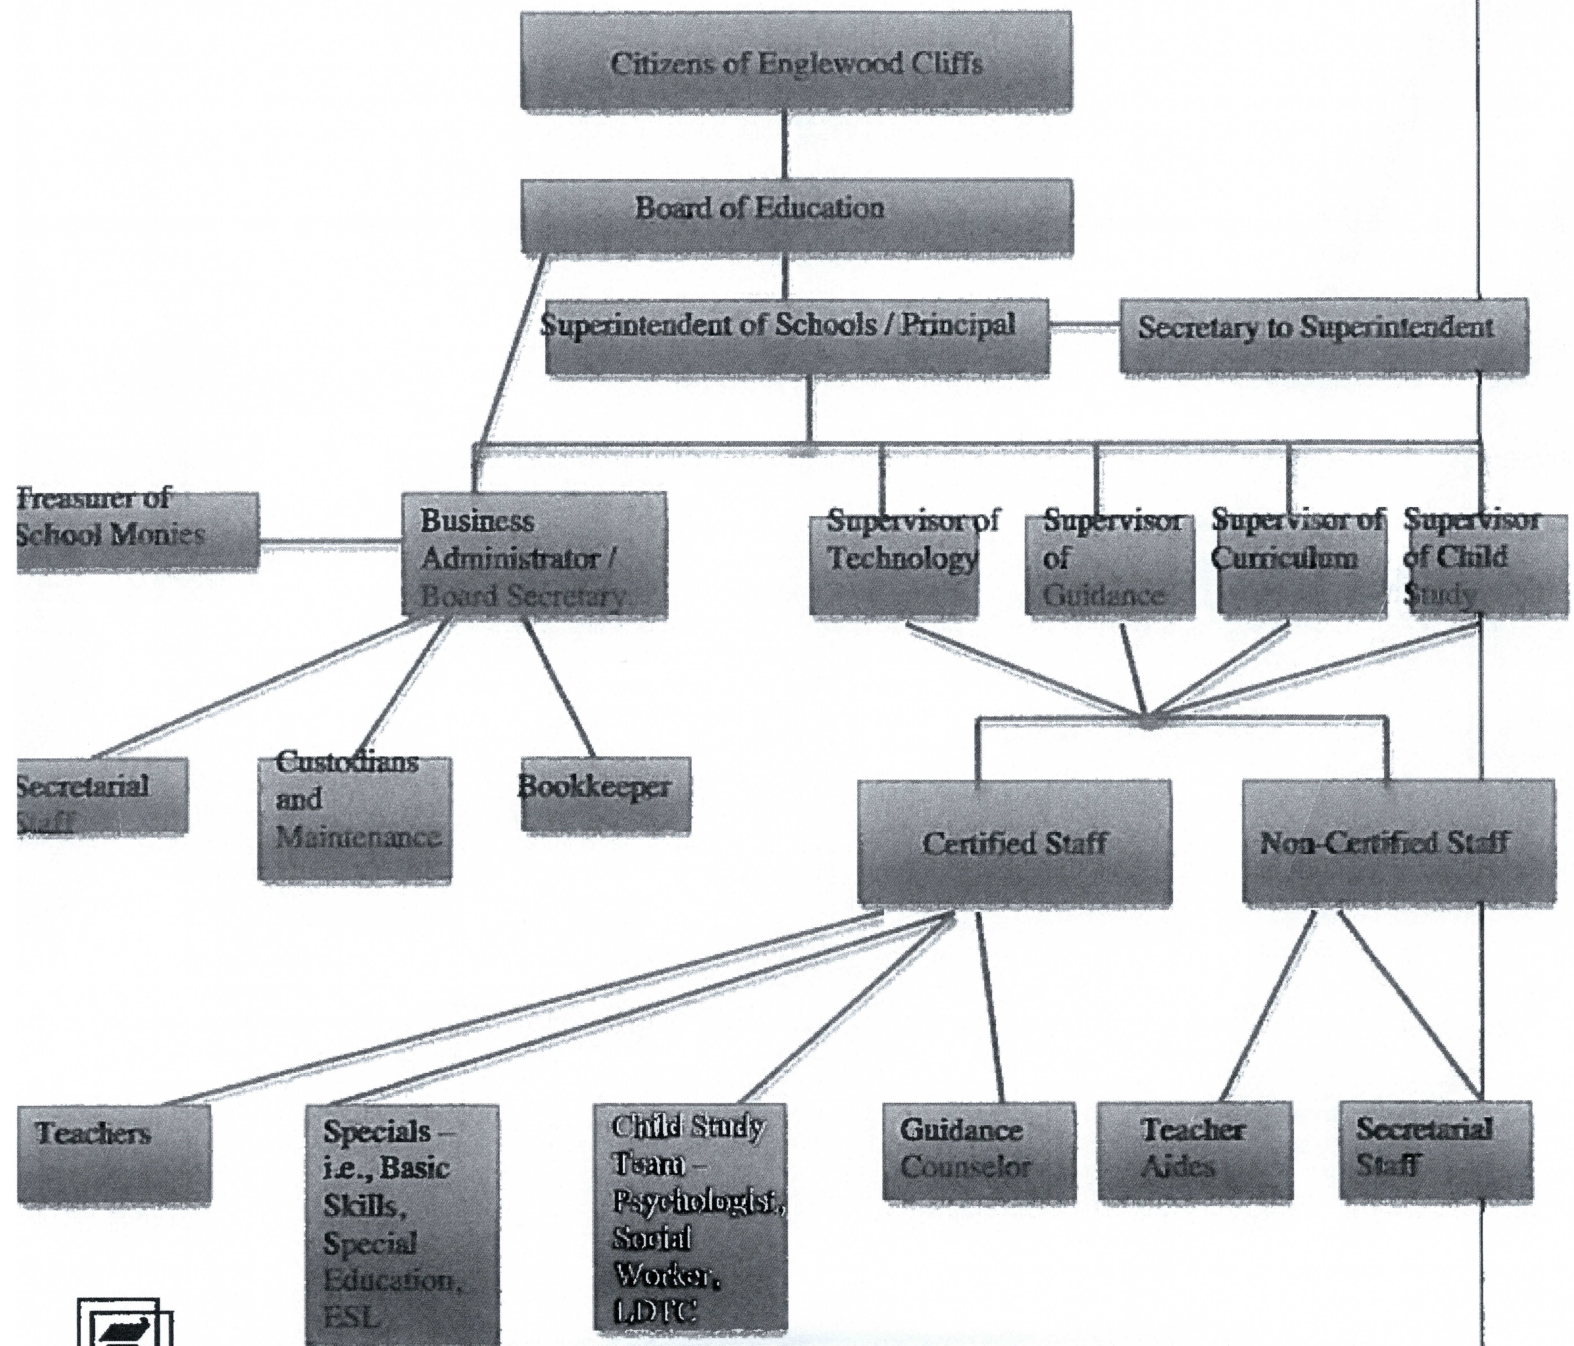 Citizens of Englewood Cliffs
Board of Education
Superintendent of Schools / Principal
Secretary to Superintendent
Treasurer of
School Monies
Business
Administrator /
Board Secretary
Supervisor of
Technology
Supervisor
of
Guidance
Supervisor of
Curriculum
Supervisor
of Child
Study
Secretarial
Staff
Custodians
and
Maintenance
Bookkeeper
Certified Staff
Non-Certified Staff
Teachers
Specials –
i.e., Basic
Skills,
Special
Education,
ESL
Child Study
Team –
Psychologist,
Social
Worker,
LDTC
Guidance
Counselor
Teacher
Aides
Secretarial
Staff